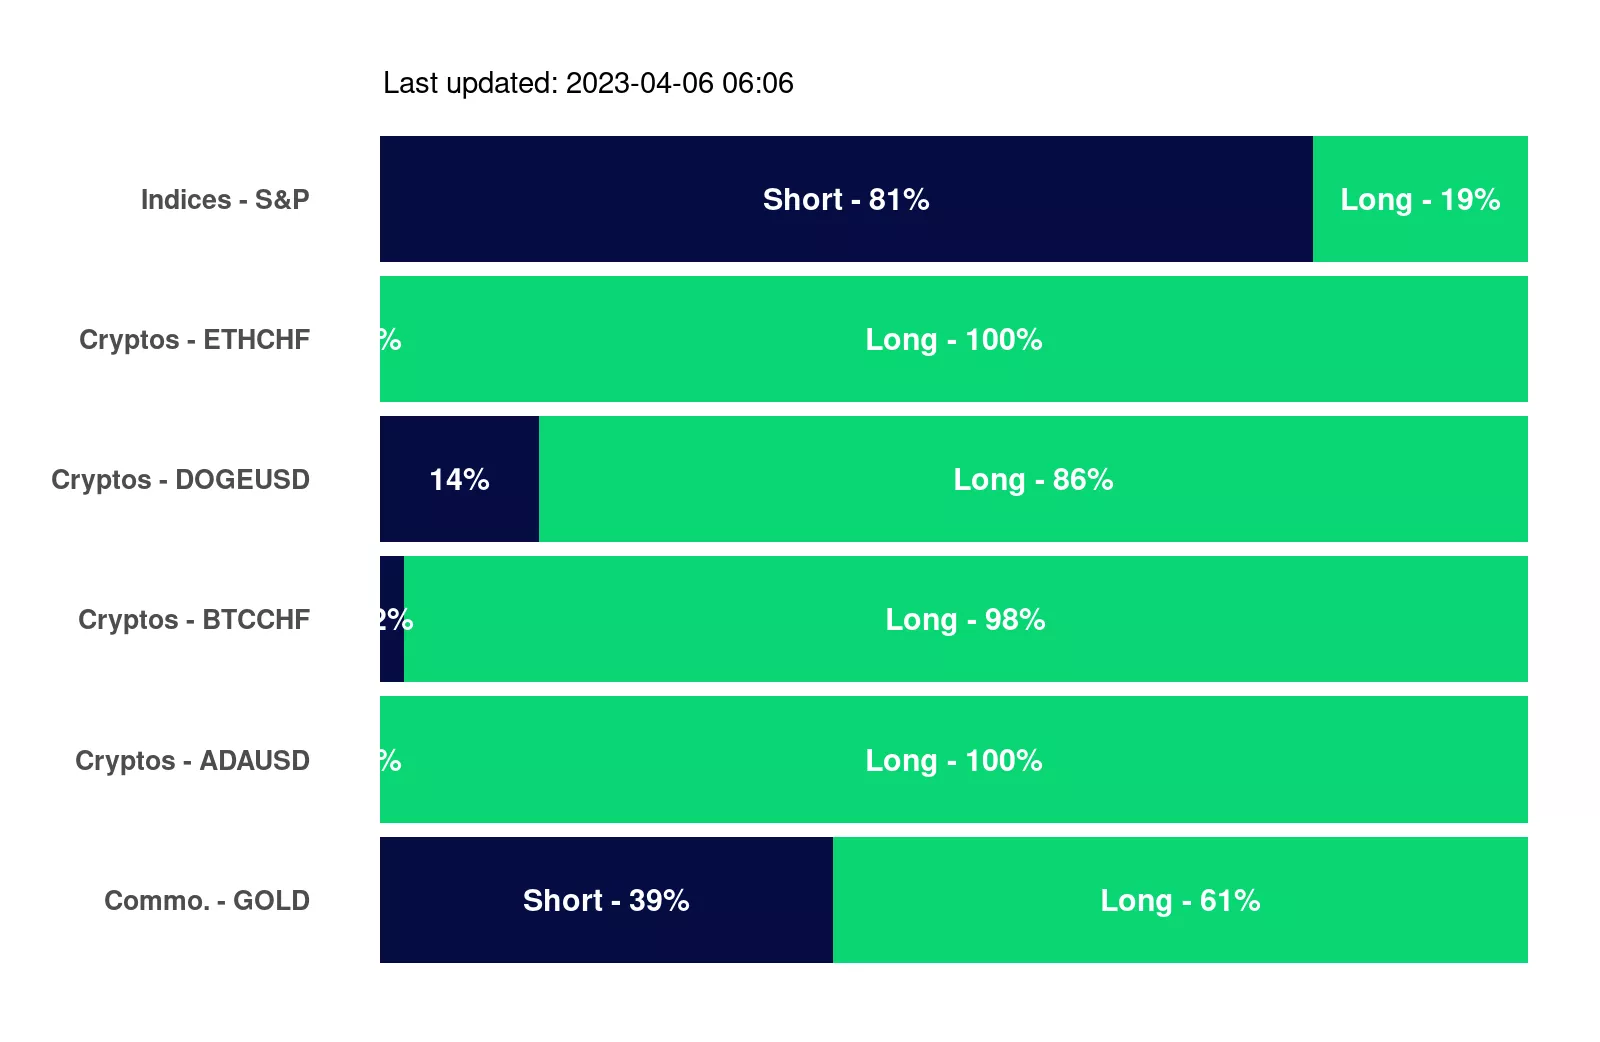 Last updated: 2023-04-06 06:06
Indices - S&P Short - 81% Long - 19%
Cryptos - ETHCHF % Long - 100%
Cryptos - DOGEUSD 14% Long - 86%
Cryptos - BTCCHF 2% Long - 98%
Cryptos - ADAUSD % Long - 100%
Commo. - GOLD Short - 39% Long - 61%